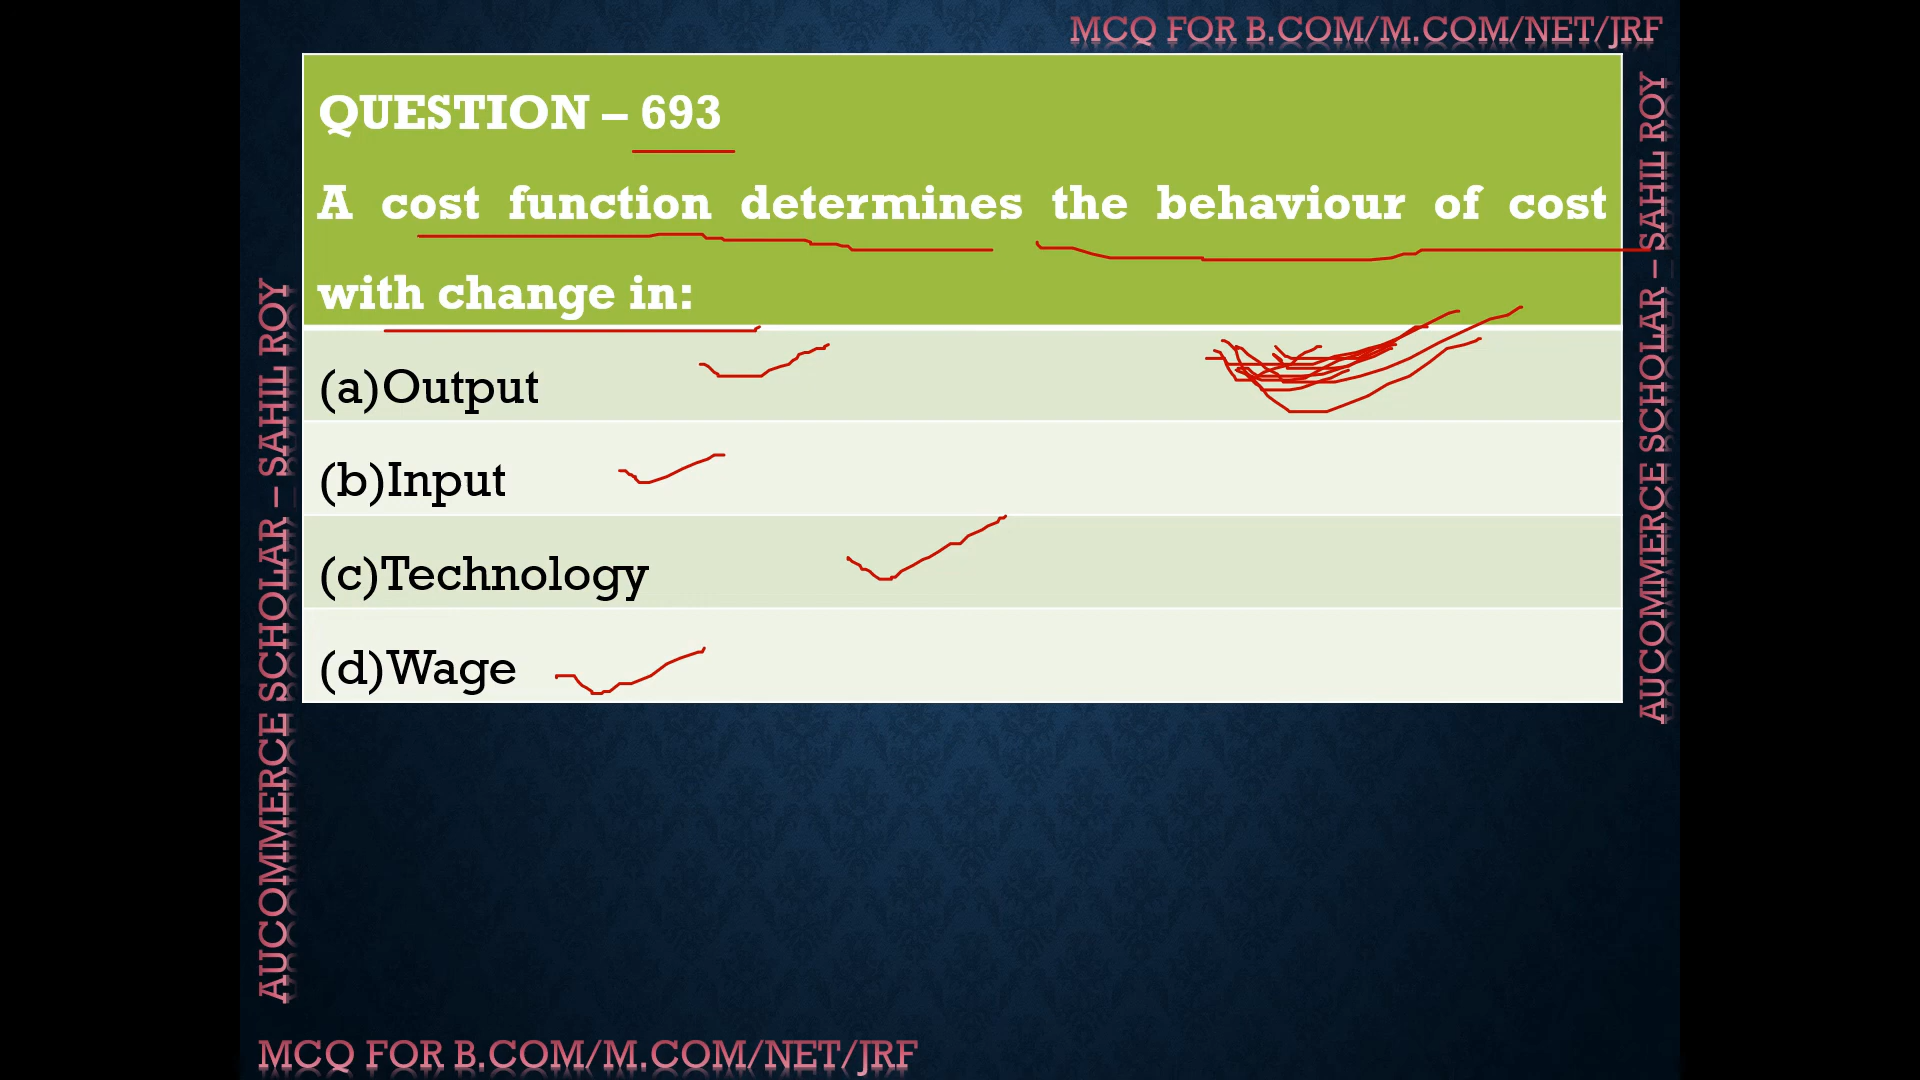 MCQ FOR B.COM/M.COM/NET/JRF
QUESTION – 693
A cost function determines the behaviour of cost
with change in:
(a)Output
(b)Input
(c)Technology
(d)Wage
AUCOMMERCE SCHOLAR – SAHIL ROY
AUCOMMERCE SCHOLAR – SAHIL ROY
MCQ FOR B.COM/M.COM/NET/JRF